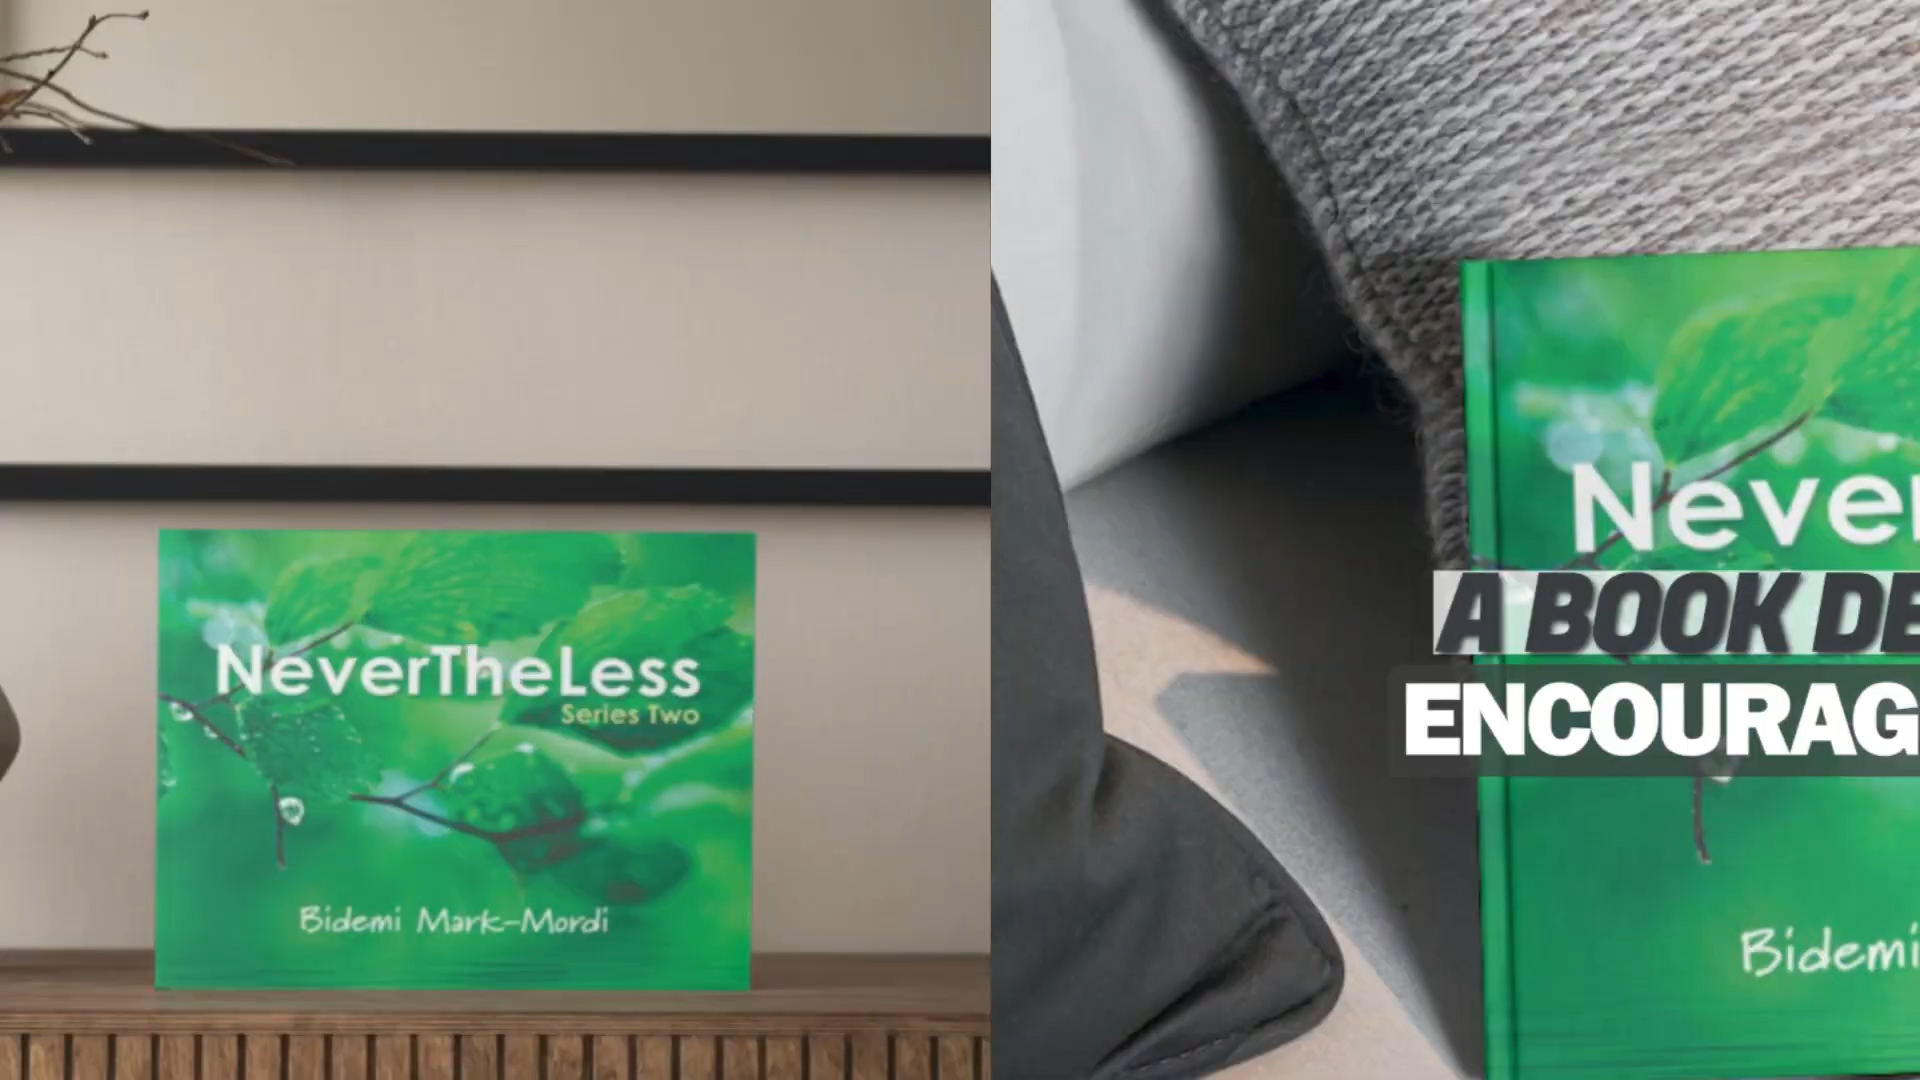 NeverTheLess
Series Two
Bidemi Mark-Mordi
Never
A BOOK DE
ENCOURAG
Bidemi